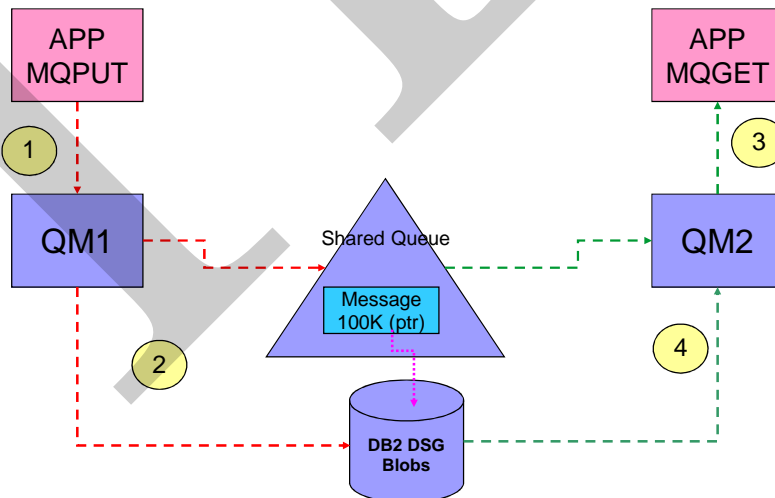 APP
MQPUT
APP
MQGET
1
3
QM1
Shared Queue
QM2
Message
100K (ptr)
2
4
DB2 DSG
Blobs